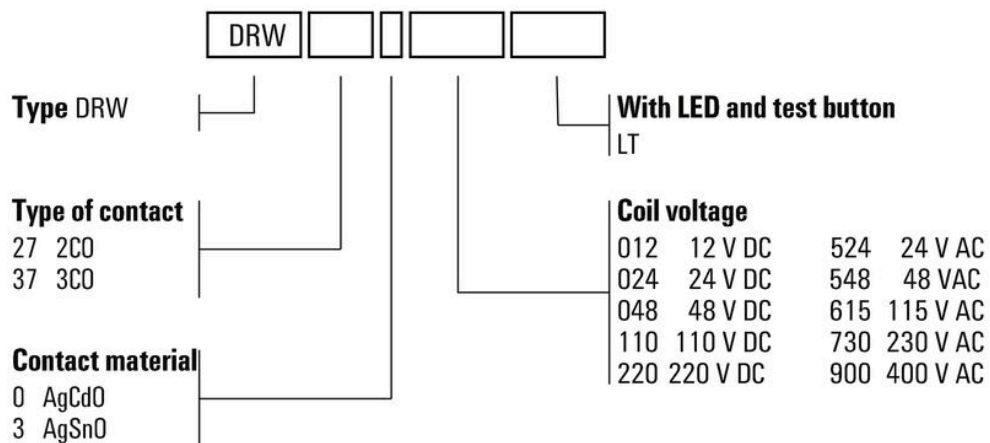 DRW
Type DRW
With LED and test button
LT
Type of contact
27 2CO
37 3CO
Coil voltage
012 12 V DC 524 24 V AC
024 24 V DC 548 48 VAC
048 48 V DC 615 115 V AC
110 110 V DC 730 230 V AC
220 220 V DC 900 400 V AC
Contact material
0 AgCdO
3 AgSnO